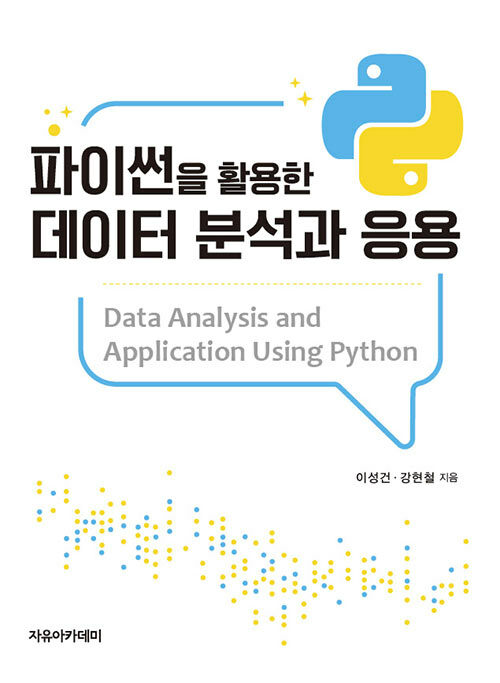 파이썬을 활용한
데이터 분석과 응용
Data Analysis and
Application Using Python
이성건 · 강현철 지음
자유아카데미